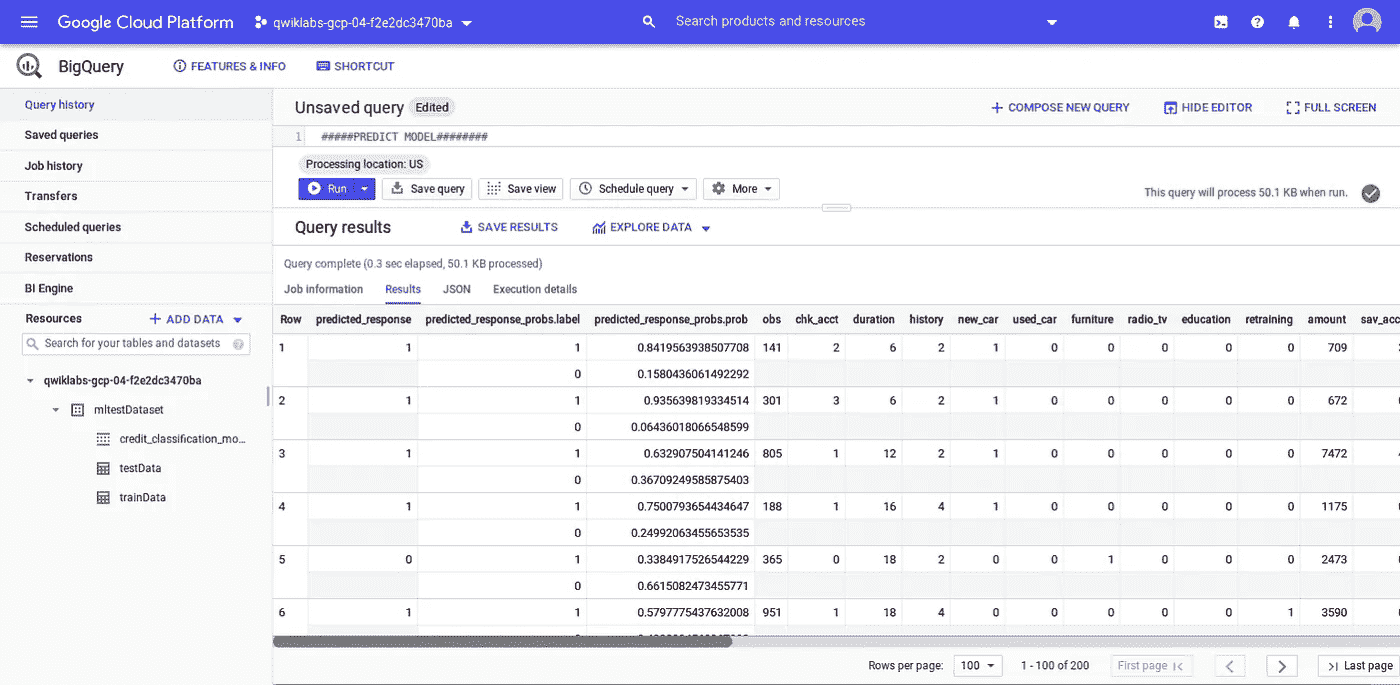 Google Cloud Platform qwiklabs-gcp-04-f2e2dc3470ba Search products and resources
BigQuery FEATURES & INFO SHORTCUT
Query history
Saved queries
Job history
Transfers
Scheduled queries
Reservations
BI Engine
Resources ADD DATA
Search for your tables and datasets
qwiklabs-gcp-04-f2e2dc3470ba
mltestDataset
credit_classification_mo...
testData
trainData
Unsaved query Edited COMPOSE NEW QUERY HIDE EDITOR FULL SCREEN
1 #####PREDICT MODEL########
Processing location: US
Run Save query Save view Schedule query More This query will process 50.1 KB when run.
Query results SAVE RESULTS EXPLORE DATA
Query complete (0.3 sec elapsed, 50.1 KB processed)
Job information Results JSON Execution details
Row predicted_response predicted_response_probs.label predicted_response_probs.prob obs chk_acct duration history new_car used_car furniture radio_tv education retraining amount sav_acc
1 1 1 0.8419563938507708 141 2 6 2 1 0 0 0 0 0 709
0 0.1580436061492292
2 1 1 0.935639819334514 301 3 6 2 1 0 0 0 0 0 672
0 0.06436018066548599
3 1 1 0.632907504141246 805 1 12 2 1 0 0 0 0 0 7472
0 0.36709249585875403
4 1 1 0.7500793654434647 188 1 16 4 1 0 0 0 0 0 1175
0 0.24992063455653535
5 0 1 0.3384917526544229 365 0 18 2 0 0 1 0 0 0 2473
0 0.6615082473455771
6 1 1 0.5797775437632008 951 1 18 4 0 0 0 0 0 1 3590
Rows per page: 100 1 - 100 of 200 First page Last page